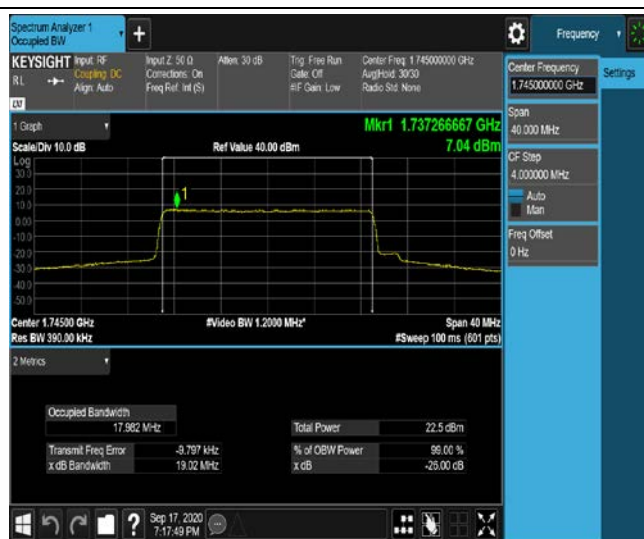 Spectrum Analyzer 1
Occupied BW
+
Frequency
KEYSIGHT
RL
Input: RF
Coupling: DC
Align: Auto
Input Z: 50 Ω
Corrections: On
Freq Ref: Int (S)
Atten: 30 dB
Trig: Free Run
Gate: Off
#IF Gain: Low
Center Freq: 1.745000000 GHz
Avg|Hold: 30/30
Radio Std: None
Center Frequency
1.745000000 GHz
Settings
Span
40.000 MHz
CF Step
4.000000 MHz
Auto
Man
Freq Offset
0 Hz
1 Graph
Mkr1 1.737266667 GHz
Scale/Div 10.0 dB
Ref Value 40.00 dBm
7.04 dBm
Log
30.0
20.0
10.0
0.00
-10.0
-20.0
-30.0
-40.0
-50.0
1
Center 1.74500 GHz
#Video BW 1.2000 MHz*
Span 40 MHz
Res BW 390.00 kHz
#Sweep 100 ms (601 pts)
2 Metrics
Occupied Bandwidth
17.982 MHz
Total Power
22.5 dBm
Transmit Freq Error
-9.797 kHz
% of OBW Power
99.00 %
x dB Bandwidth
19.02 MHz
x dB
-26.00 dB
?
Sep 17, 2020
7:17:49 PM